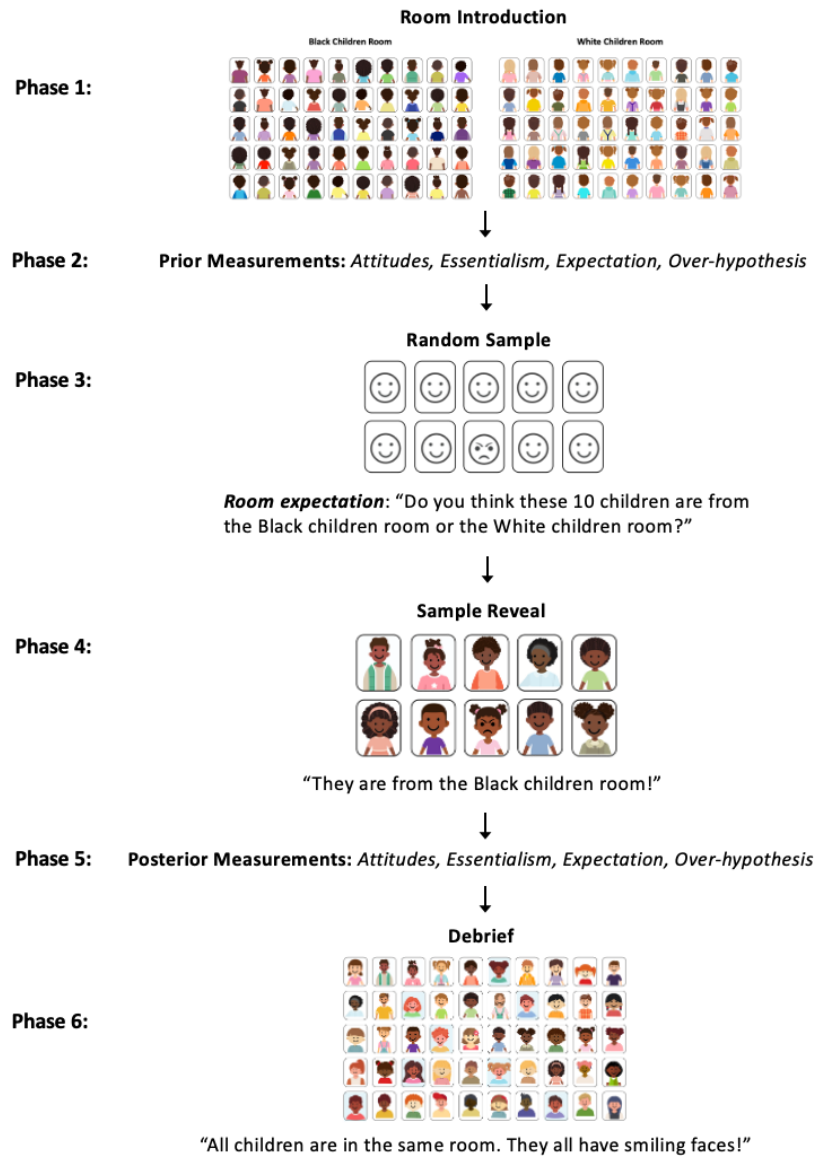 Room Introduction
Black Children Room
White Children Room
Phase 1:
Phase 2:
Prior Measurements: Attitudes, Essentialism, Expectation, Over-hypothesis
Random Sample
Phase 3:
Room expectation: “Do you think these 10 children are from
the Black children room or the White children room?”
Sample Reveal
Phase 4:
“They are from the Black children room!”
Phase 5:
Posterior Measurements: Attitudes, Essentialism, Expectation, Over-hypothesis
Debrief
Phase 6:
“All children are in the same room. They all have smiling faces!”